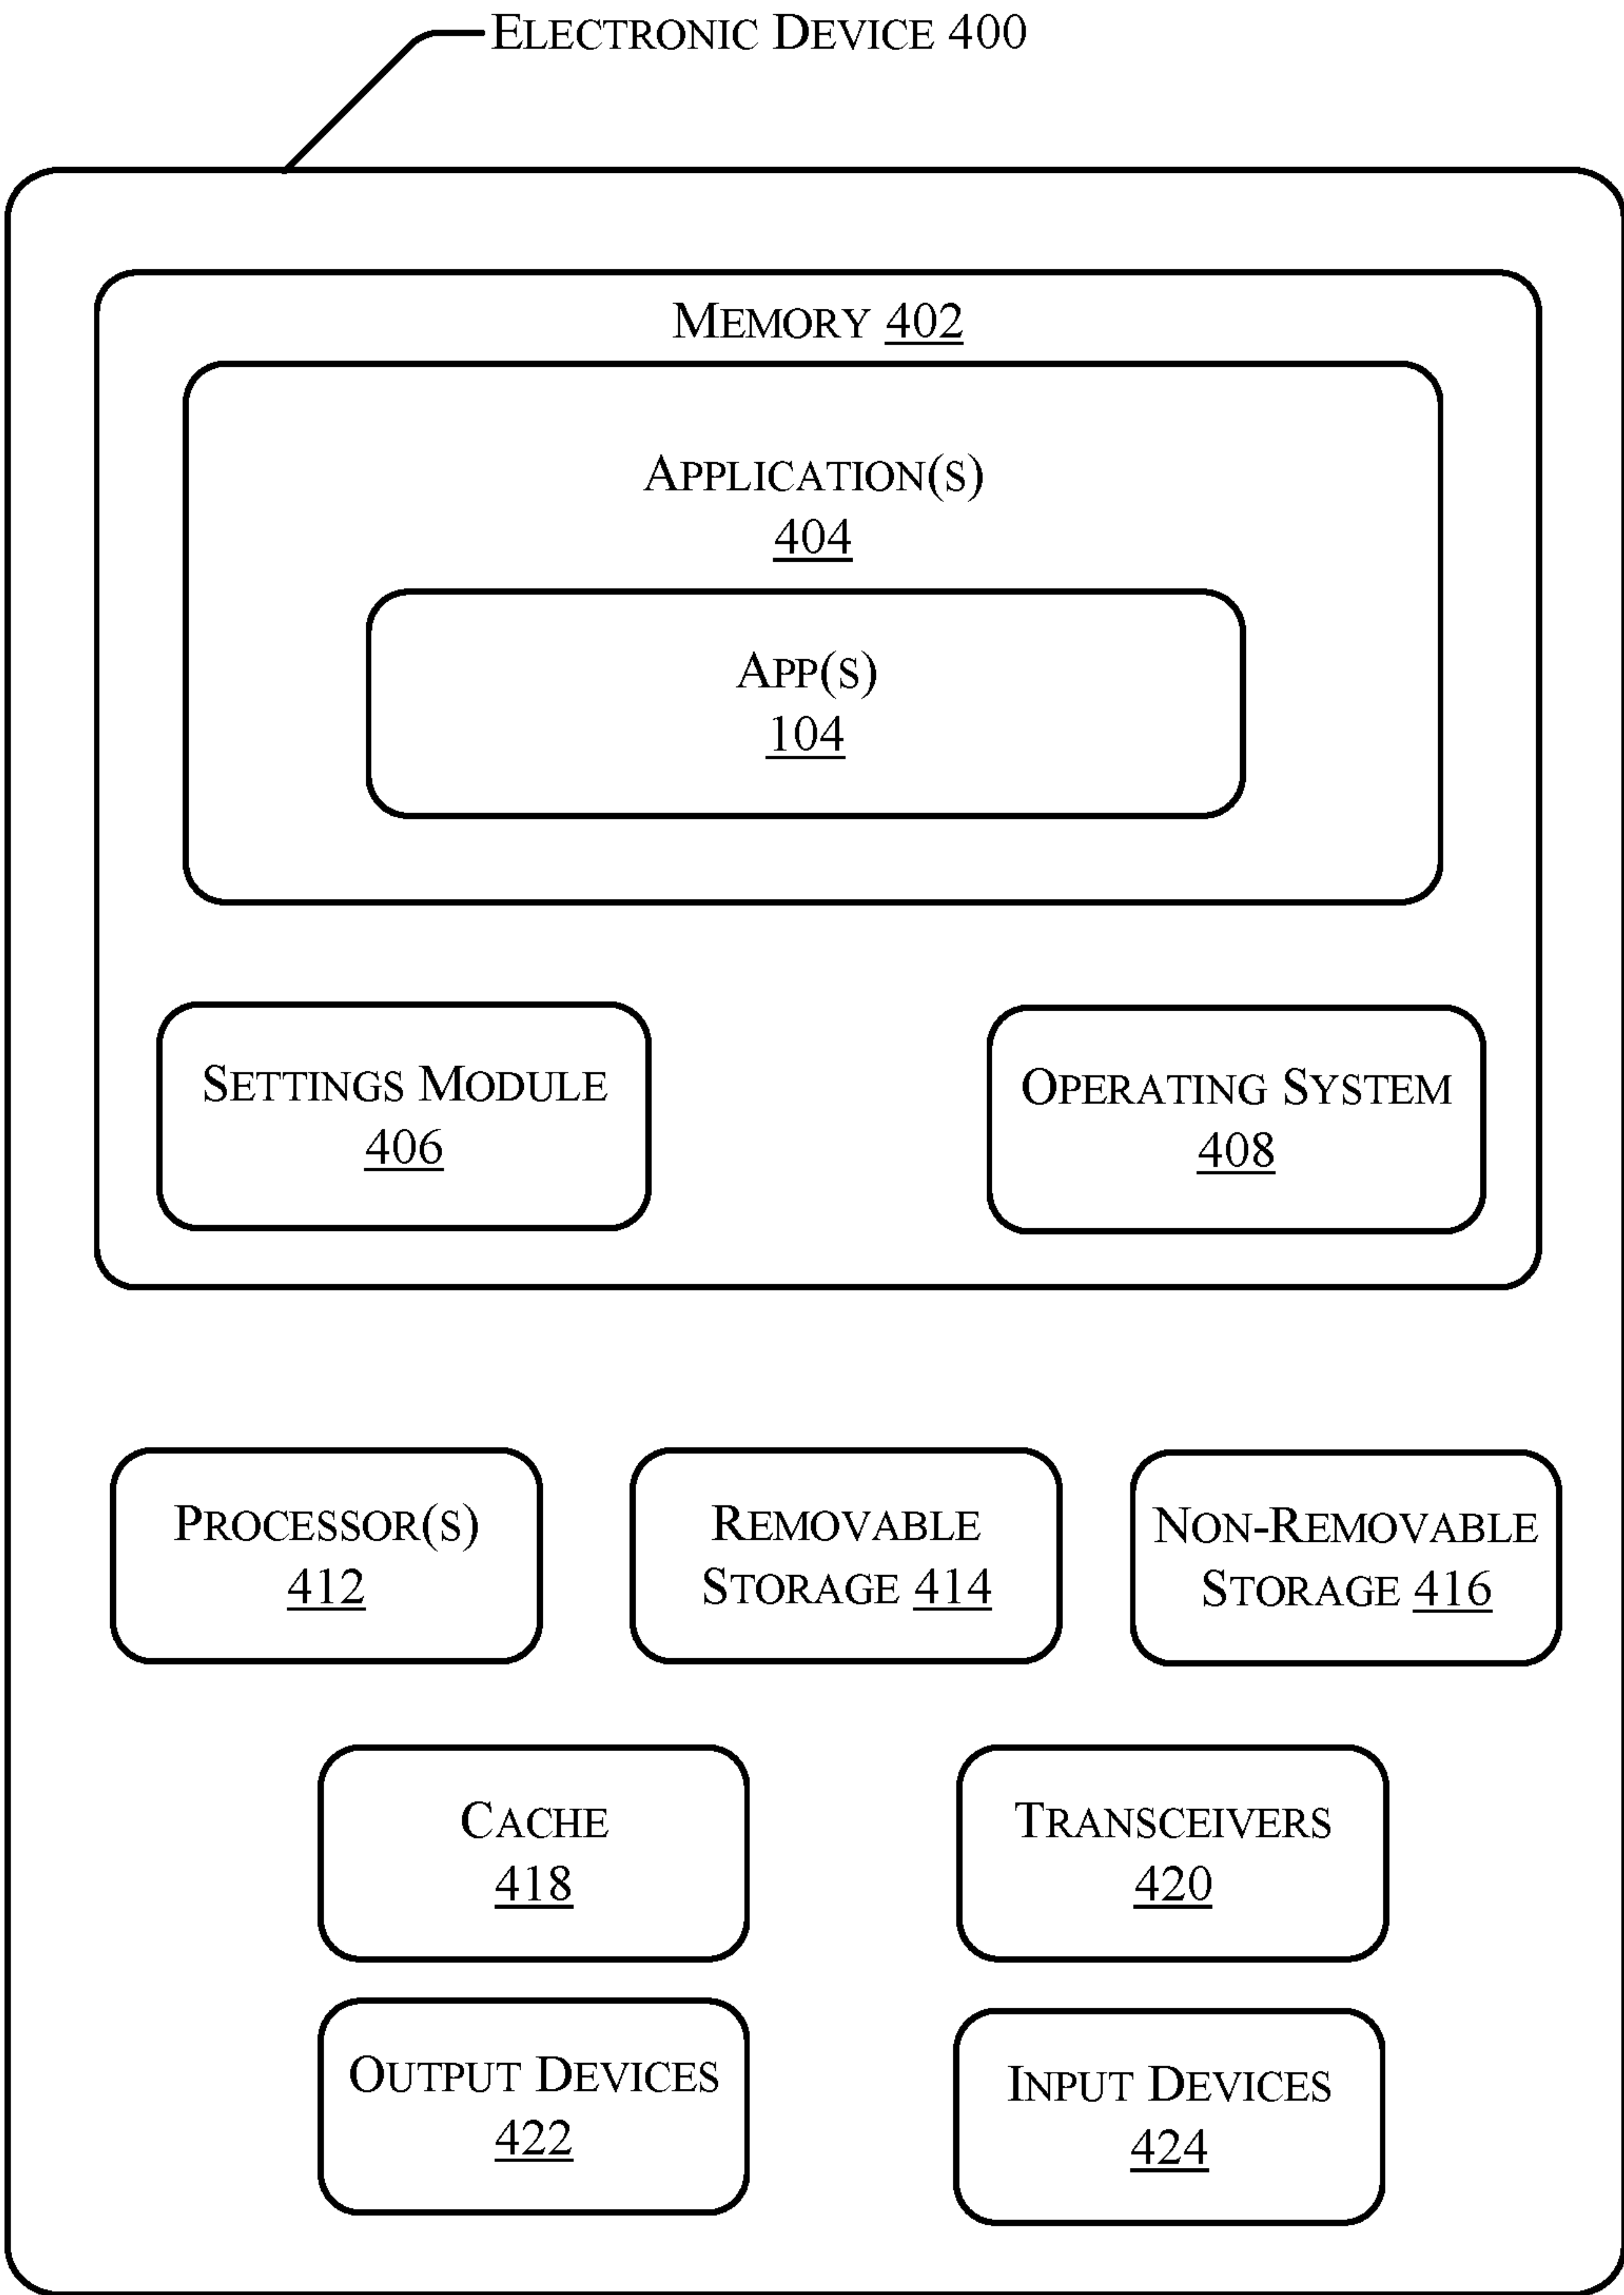 ELECTRONIC DEVICE 400
MEMORY 402
APPLICATION(S)
404
APP(S)
104
SETTINGS MODULE
406
OPERATING SYSTEM
408
PROCESSOR(S)
412
REMOVABLE
STORAGE 414
NON-REMOVABLE
STORAGE 416
CACHE
418
TRANSCEIVERS
420
OUTPUT DEVICES
422
INPUT DEVICES
424